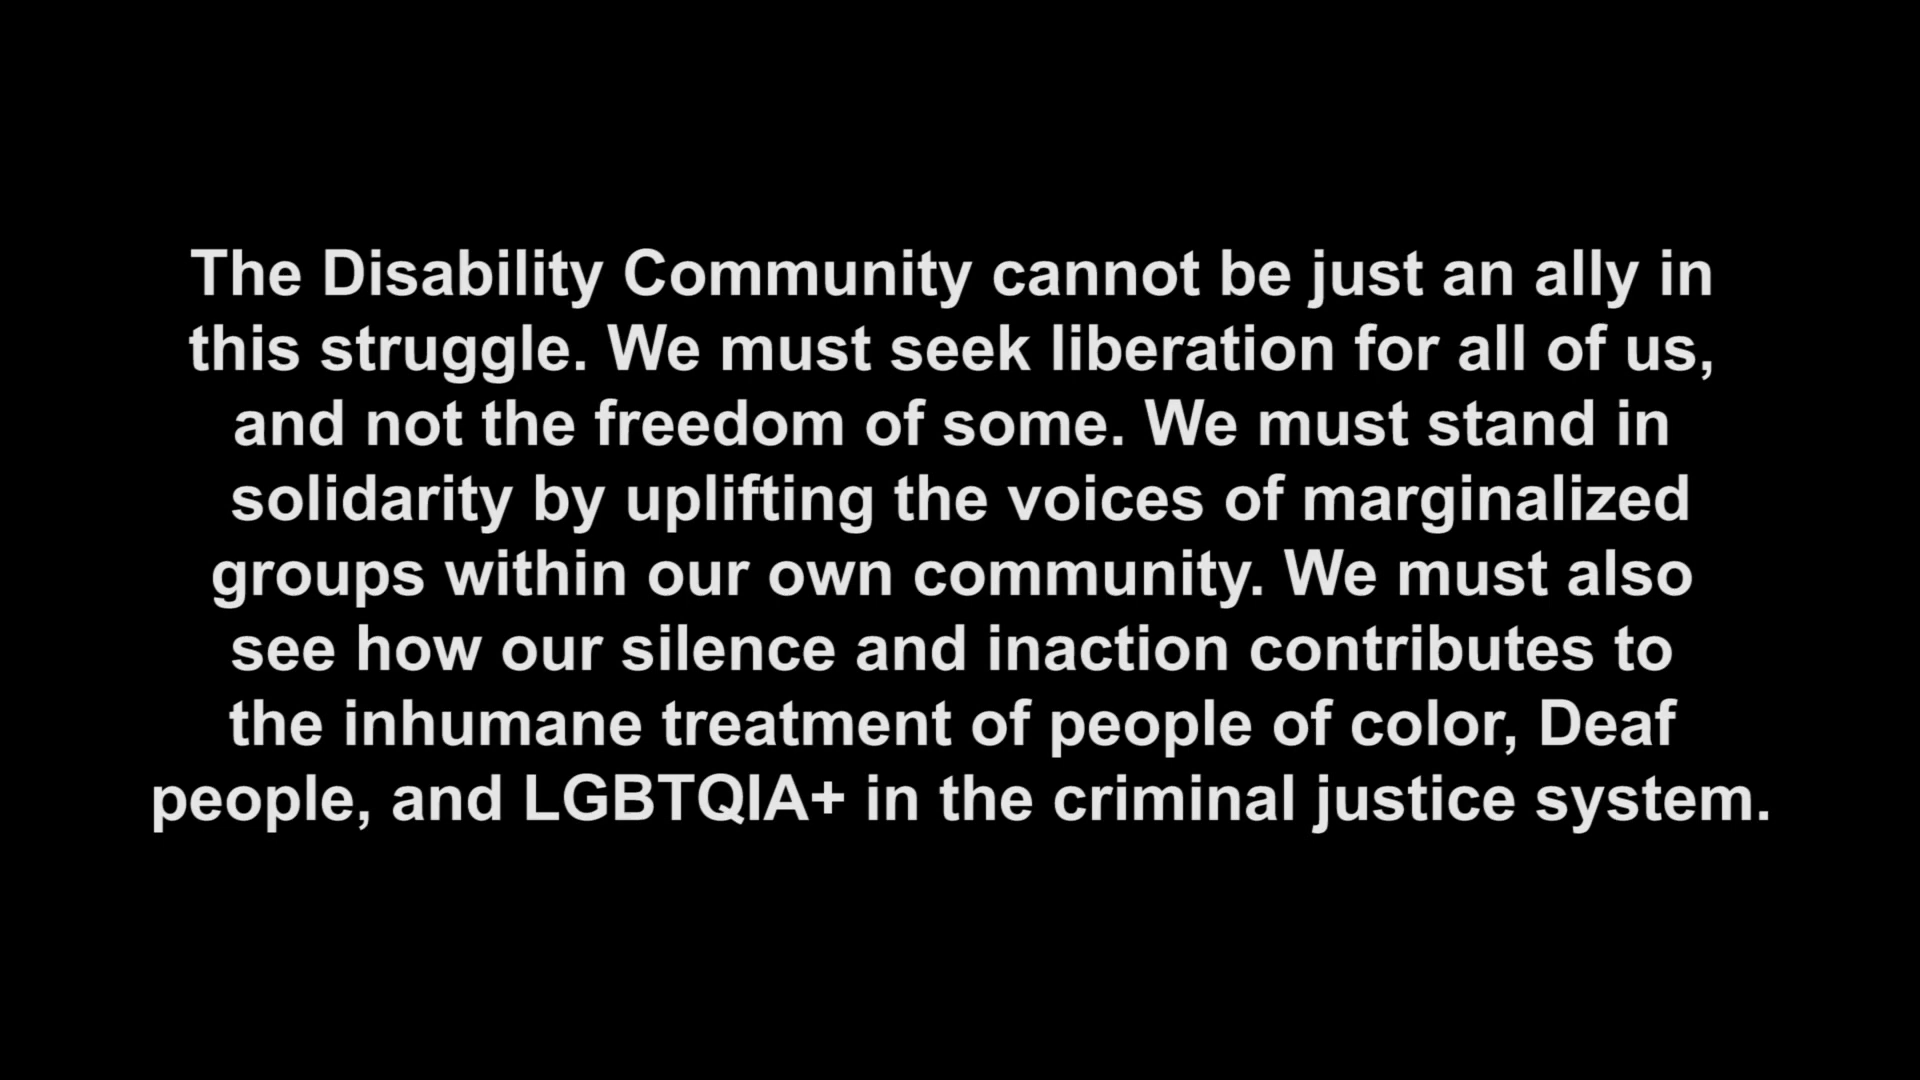 The Disability Community cannot be just an ally in
this struggle. We must seek liberation for all of us,
and not the freedom of some. We must stand in
solidarity by uplifting the voices of marginalized
groups within our own community. We must also
see how our silence and inaction contributes to
the inhumane treatment of people of color, Deaf
people, and LGBTQIA+ in the criminal justice system.